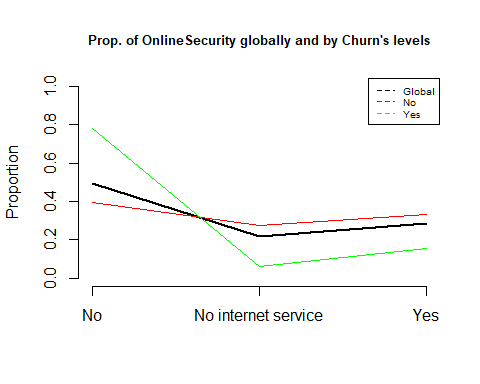 Prop. of OnlineSecurity globally and by Churn's levels
Global
No
Yes
Proportion
1.0
0.8
0.6
0.4
0.2
0.0
No No internet service Yes